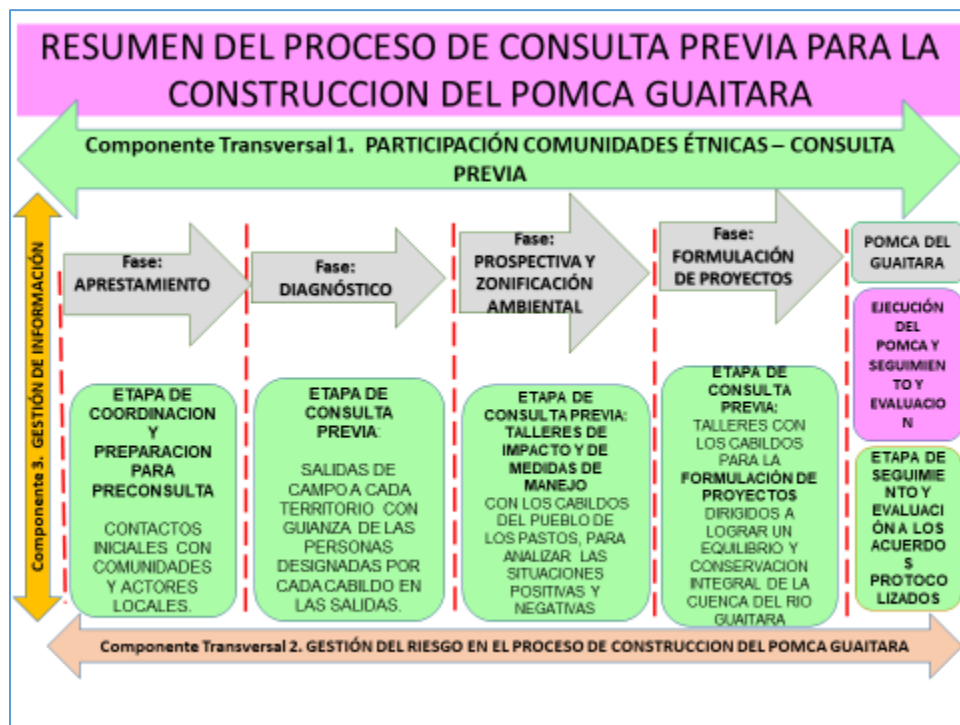 RESUMEN DEL PROCESO DE CONSULTA PREVIA PARA LA
CONSTRUCCION DEL POMCA GUAITARA
Componente Transversal 1. PARTICIPACIÓN COMUNIDADES ÉTNICAS – CONSULTA
PREVIA
Componente 3. GESTIÓN DE INFORMACIÓN
Fase:
APRESTAMIENTO
Fase:
DIAGNÓSTICO
Fase:
PROSPECTIVA Y
ZONIFICACIÓN
AMBIENTAL
Fase:
FORMULACIÓN
DE PROYECTOS
POMCA DEL
GUAITARA
EJECUCIÓN
DEL
POMCA Y
SEGUIMIEN
TO Y
EVALUACIO
N
ETAPA DE
COORDINACION
Y
PREPARACION
PARA
PRECONSULTA
CONTACTOS
INICIALES CON
COMUNIDADES
Y ACTORES
LOCALES.
ETAPA DE
CONSULTA
PREVIA:
SALIDAS DE
CAMPO A CADA
TERRITORIO CON
GUIANZA DE LAS
PERSONAS
DESIGNADAS POR
CADA CABILDO EN
LAS SALIDAS.
ETAPA DE
CONSULTA PREVIA:
TALLERES DE
IMPACTO Y DE
MEDIDAS DE
MANEJO
CON LOS CABILDOS
DEL PUEBLO DE
LOS PASTOS, PARA
ANALIZAR LAS
SITUACIONES
POSITIVAS Y
NEGATIVAS
ETAPA DE
CONSULTA
PREVIA:
TALLERES CON
LOS CABILDOS
PARA LA
FORMULACIÓN DE
PROYECTOS
DIRIGIDOS A
LOGRAR UN
EQUILIBRIO Y
CONSERVACION
INTEGRAL DE LA
CUENCA DEL RIO
GUAITARA
ETAPA DE
SEGUIMIE
NTO Y
EVALUACI
ÓN A LOS
ACUERDO
S
PROTOCO
LIZADOS
Componente Transversal 2. GESTIÓN DEL RIESGO EN EL PROCESO DE CONSTRUCCION DEL POMCA GUAITARA